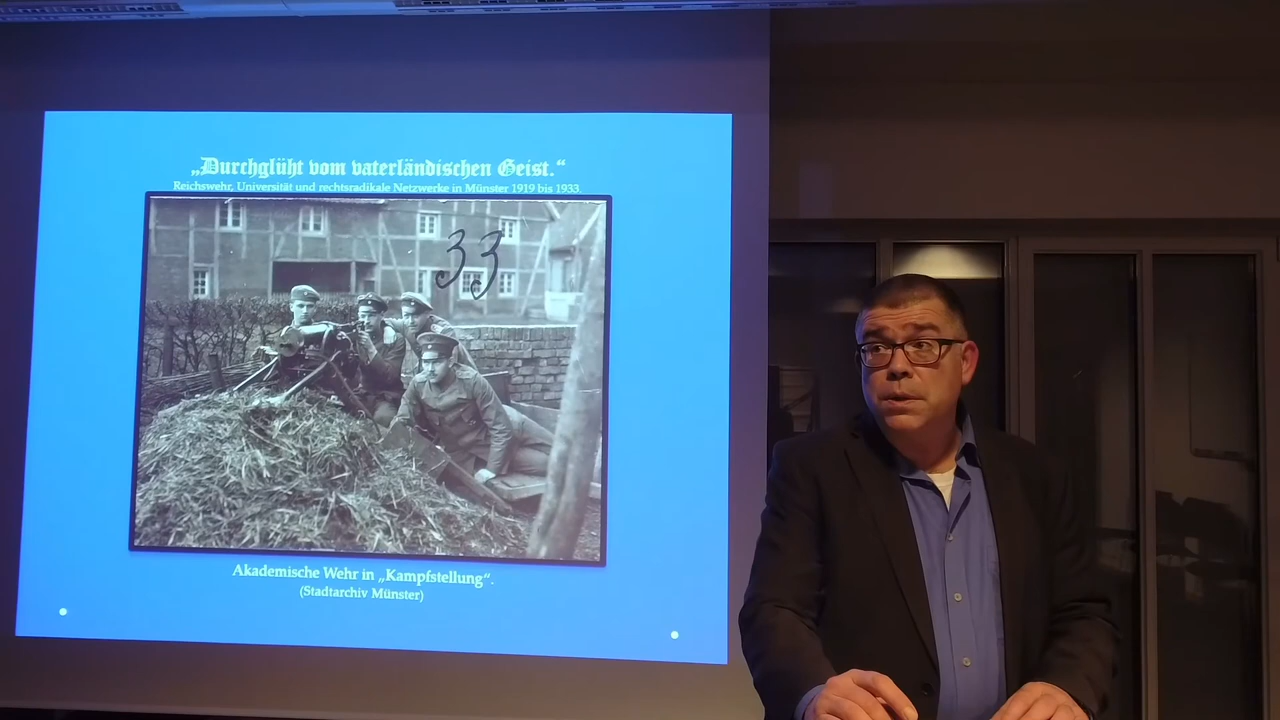 „Durchglüht vom vaterländischen Geist.“
Reichswehr, Universität und rechtsradikale Netzwerke in Münster 1919 bis 1933.
33
Akademische Wehr in „Kampfstellung“.
(Stadtarchiv Münster)